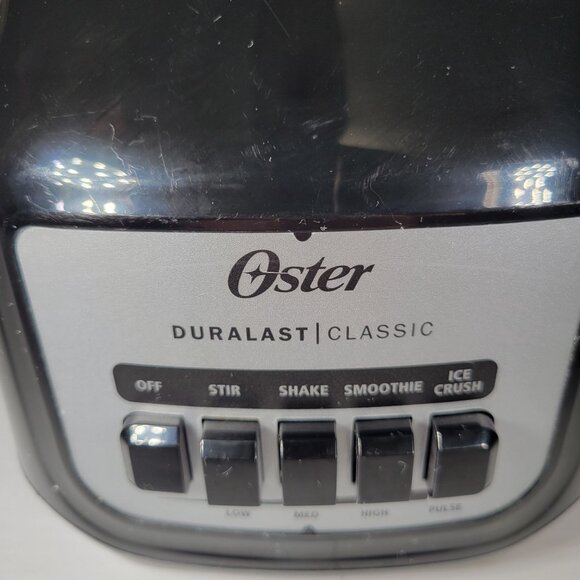 Oster
DURALAST | CLASSIC
OFF STIR SHAKE SMOOTHIE ICE CRUSH
LOW MED HIGH PULSE